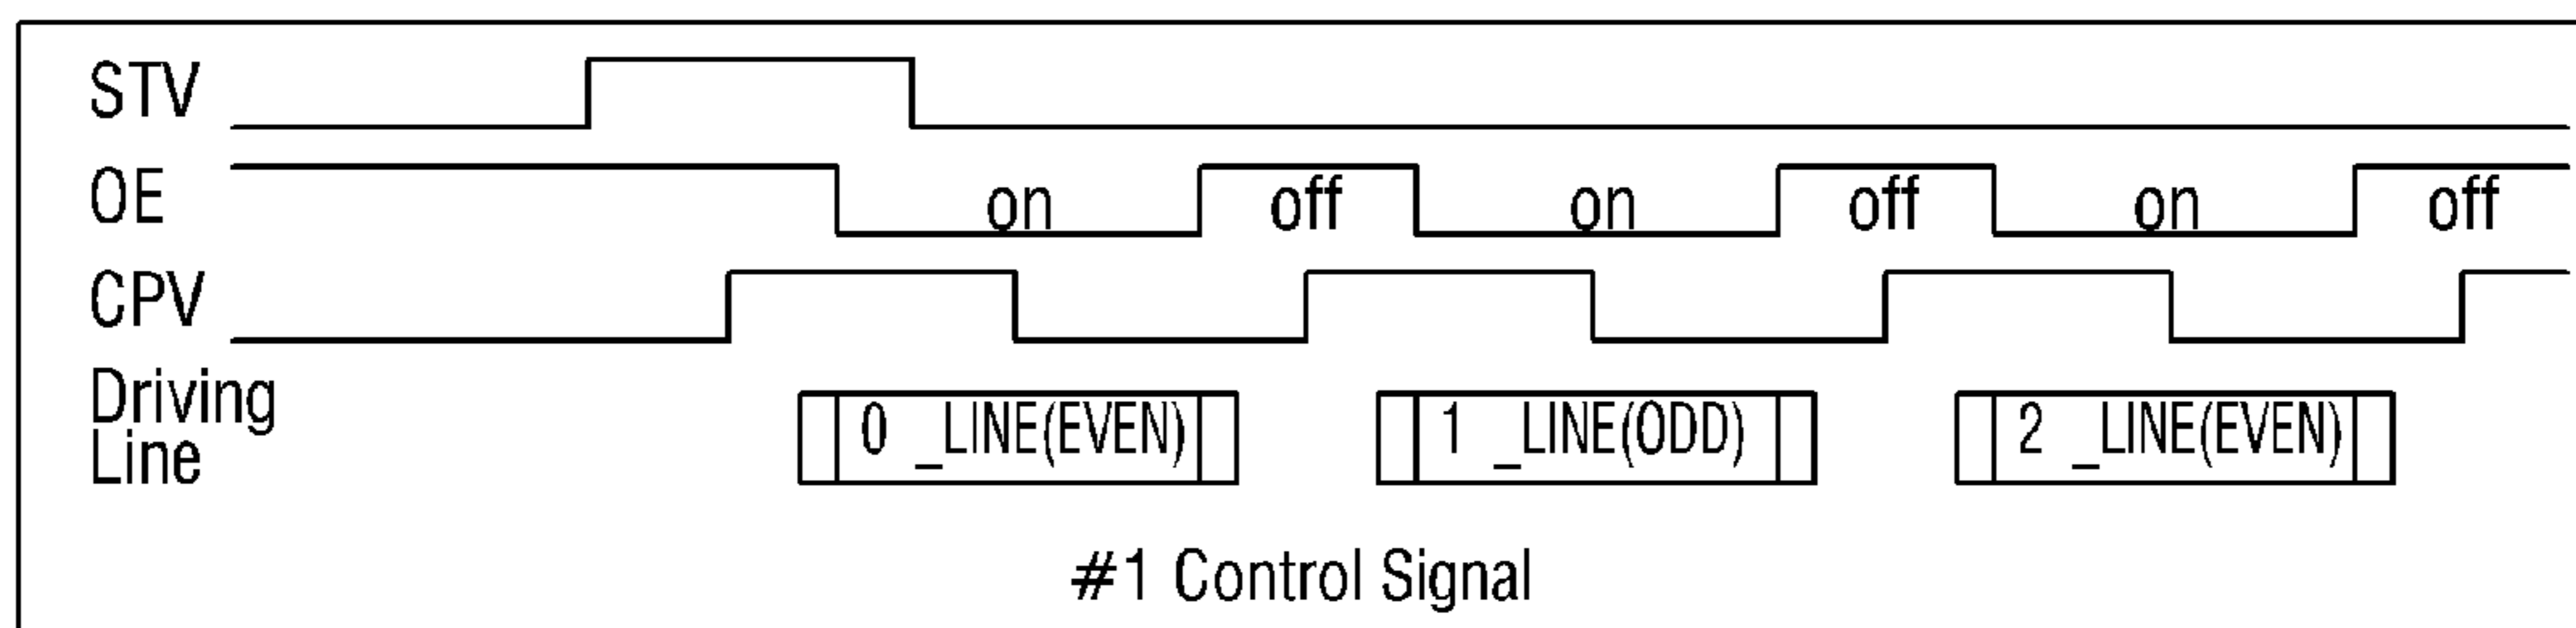 STV
OE on off on off on off
CPV
Driving
Line
0 _LINE(EVEN) 1 _LINE(ODD) 2 _LINE(EVEN)
#1 Control Signal